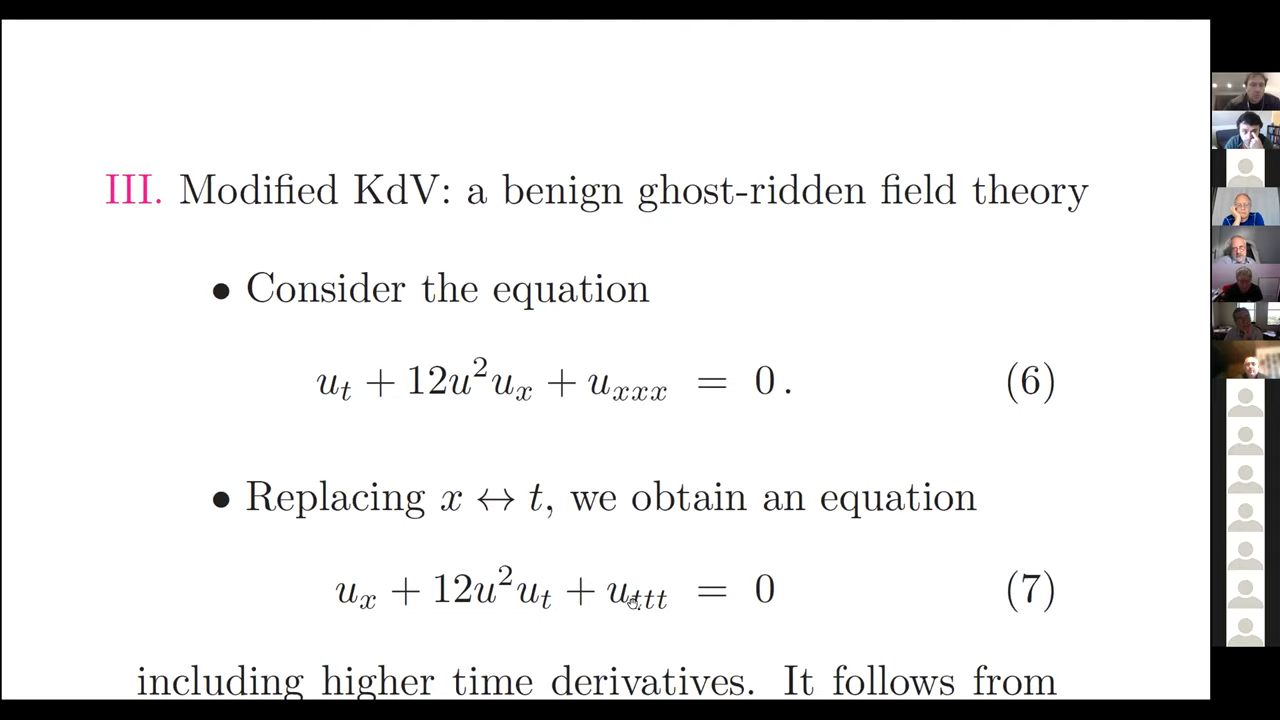 III. Modified KdV: a benign ghost-ridden field theory
• Consider the equation
u_t + 12u^2u_x + u_{xxx} = 0. (6)
• Replacing x ↔ t, we obtain an equation
u_x + 12u^2u_t + u_{ttt} = 0 (7)
including higher time derivatives. It follows from